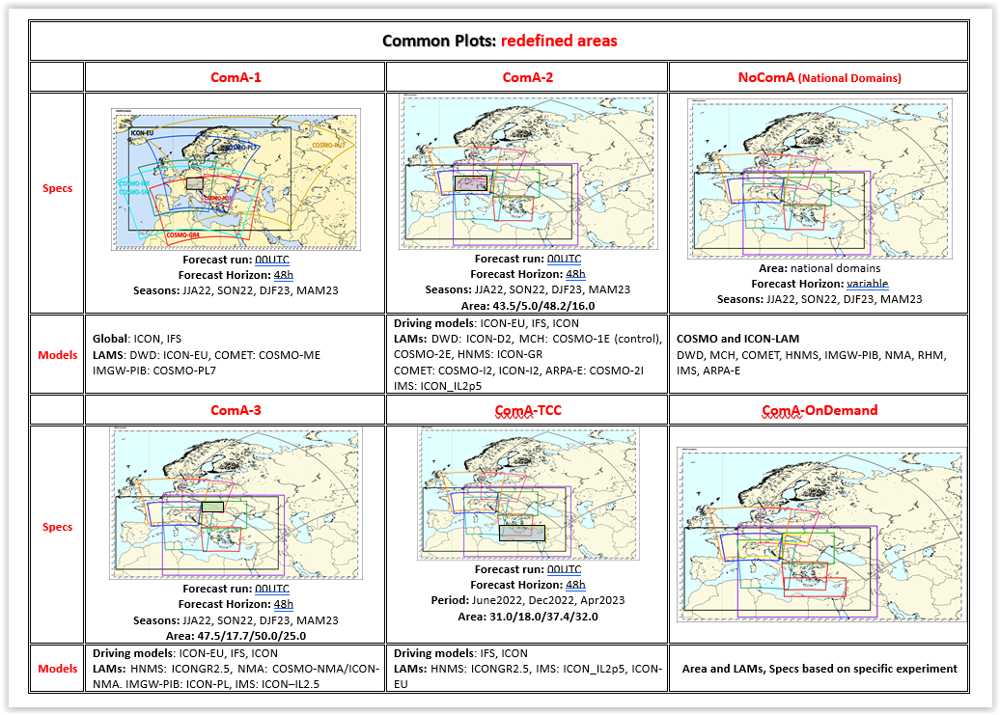 Common Plots: redefined areas
ComA-1
ComA-2
NoComA (National Domains)
Specs
ICON-EU
COSMO-PL7
COSMO-RU7
COSMO-GR4
Forecast run: 00UTC
Forecast Horizon: 48h
Seasons: JJA22, SON22, DJF23, MAM23
Forecast run: 00UTC
Forecast Horizon: 48h
Seasons: JJA22, SON22, DJF23, MAM23
Area: 43.5/5.0/48.2/16.0
Area: national domains
Forecast Horizon: variable
Seasons: JJA22, SON22, DJF23, MAM23
Models
Global: ICON, IFS
LAMS: DWD: ICON-EU, COMET: COSMO-ME
IMGW-PIB: COSMO-PL7
Driving models: ICON-EU, IFS, ICON
LAMs: DWD: ICON-D2, MCH: COSMO-1E (control),
COSMO-2E, HNMS: ICON-GR
COMET: COSMO-I2, ICON-I2, ARPA-E: COSMO-2I
IMS: ICON_IL2p5
COSMO and ICON-LAM
DWD, MCH, COMET, HNMS, IMGW-PIB, NMA, RHM,
IMS, ARPA-E
ComA-3
ComA-TCC
ComA-OnDemand
Specs
Forecast run: 00UTC
Forecast Horizon: 48h
Seasons: JJA22, SON22, DJF23, MAM23
Area: 47.5/17.7/50.0/25.0
Forecast run: 00UTC
Forecast Horizon: 48h
Period: June2022, Dec2022, Apr2023
Area: 31.0/18.0/37.4/32.0
Models
Driving models: ICON-EU, IFS, ICON
LAMs: HNMS: ICONGR2.5, NMA: COSMO-NMA/ICON-
NMA. IMGW-PIB: ICON-PL, IMS: ICON–IL2.5
Driving models: IFS, ICON
LAMs: HNMS: ICONGR2.5, IMS: ICON_IL2p5, ICON-
EU
Area and LAMs, Specs based on specific experiment